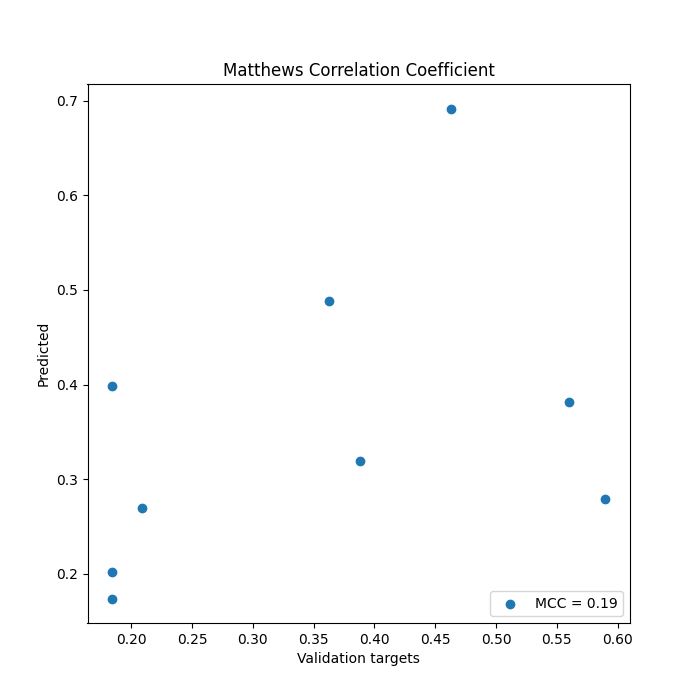 Matthews Correlation Coefficient
0.7
0.6
0.5
0.4
0.3
0.2
Predicted
MCC = 0.19
0.20 0.25 0.30 0.35 0.40 0.45 0.50 0.55 0.60
Validation targets